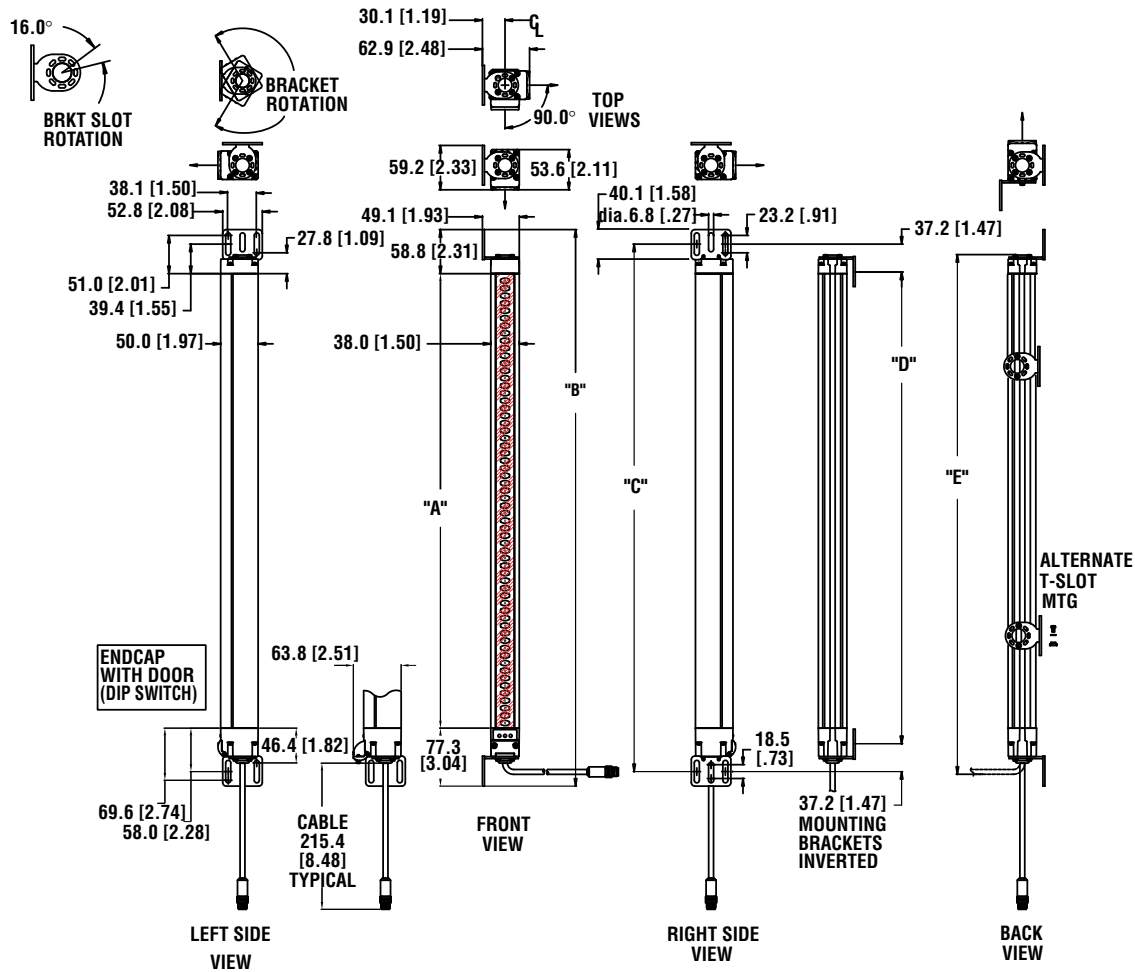 16.0°
BRKT SLOT
ROTATION
BRACKET
ROTATION
30.1 [1.19]
CL
62.9 [2.48]
90.0°
TOP
VIEWS
38.1 [1.50]
52.8 [2.08]
27.8 [1.09]
51.0 [2.01]
39.4 [1.55]
50.0 [1.97]
59.2 [2.33]
53.6 [2.11]
49.1 [1.93]
58.8 [2.31]
38.0 [1.50]
40.1 [1.58]
dia.6.8 [.27]
23.2 [.91]
37.2 [1.47]
"A"
"B"
"C"
"D"
"E"
ALTERNATE
T-SLOT
MTG
ENDCAP
WITH DOOR
(DIP SWITCH)
63.8 [2.51]
46.4 [1.82]
69.6 [2.74]
58.0 [2.28]
77.3
[3.04]
CABLE
215.4
[8.48]
TYPICAL
FRONT
VIEW
18.5
[.73]
37.2 [1.47]
MOUNTING
BRACKETS
INVERTED
LEFT SIDE
VIEW
RIGHT SIDE
VIEW
BACK
VIEW